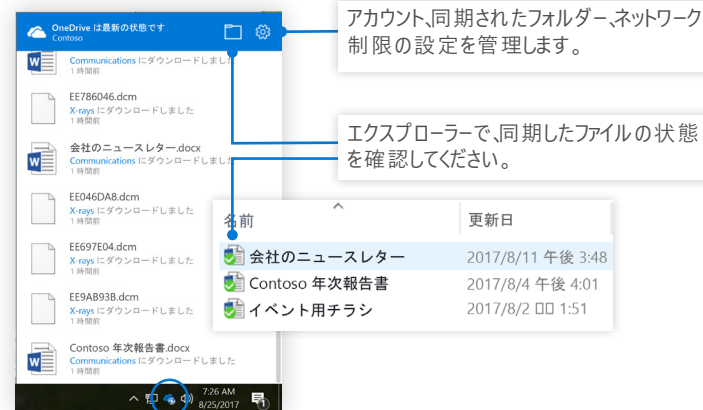 OneDrive は最新の状態です
Contoso
Communications にダウンロードしました
1 時間前
EE786046.dcm
X-rays にダウンロードしました
1 時間前
会社のニュースレター.docx
Communications にダウンロードしました
1 時間前
EE046DA8.dcm
X-rays にダウンロードしました
1 時間前
EE697E04.dcm
X-rays にダウンロードしました
1 時間前
EE9AB93B.dcm
X-rays にダウンロードしました
1 時間前
Contoso 年次報告書.docx
Communications にダウンロードしました
1 時間前
7:26 AM
8/25/2017
アカウント、同期されたフォルダー、ネットワーク
制限の設定を管理します。
エクスプローラーで、同期したファイルの状態
を確認してください。
名前 更新日
会社のニュースレター 2017/8/11 午後 3:48
Contoso 年次報告書 2017/8/4 午後 4:01
イベント用チラシ 2017/8/2 □□ 1:51